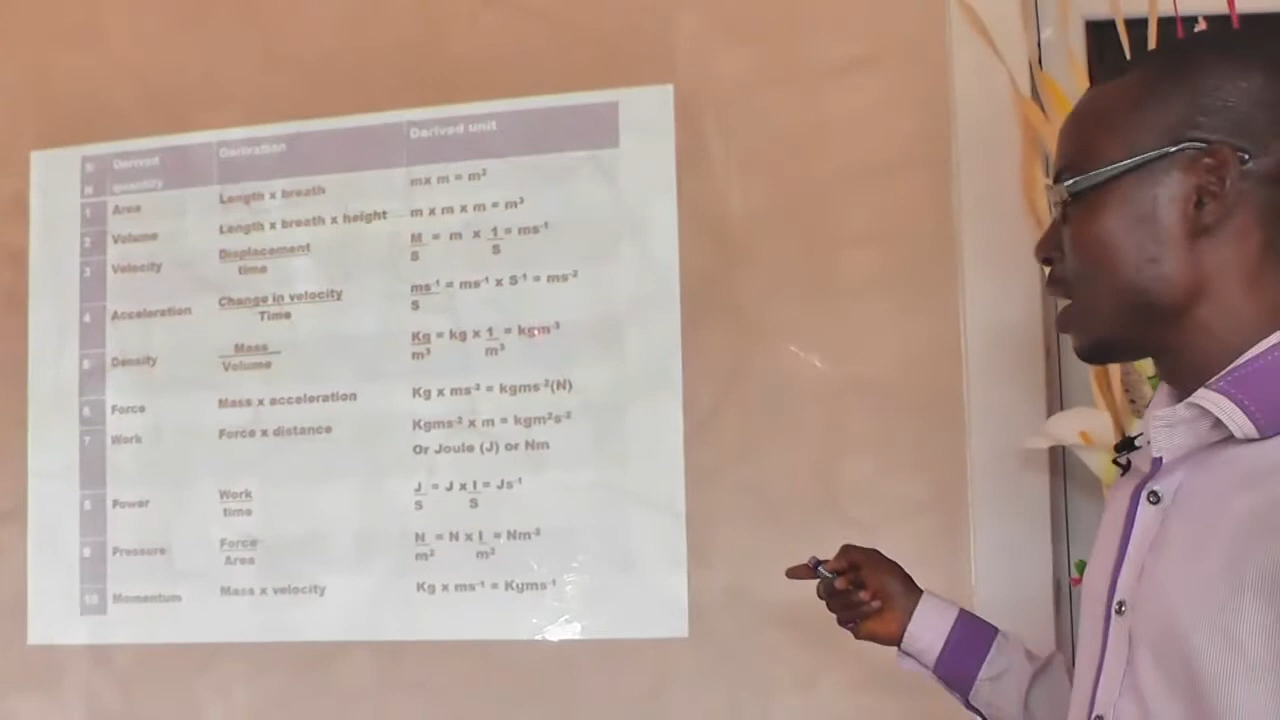 S Derived Derivation Derived unit
N quantity
1 Area Length x breath mx m = m²
2 Volume Length x breath x height m x m x m = m³
3 Velocity Displacement M = m x 1 = ms⁻¹
time S S
4 Acceleration Change in velocity ms⁻¹ = ms⁻¹ x S⁻¹ = ms⁻²
Time S
5 Density Mass Kg = kg x 1 = kgm⁻³
Volume m³ m³
6 Force Mass x acceleration Kg x ms⁻² = kgms⁻²(N)
7 Work Force x distance Kgms⁻² x m = kgm²s⁻²
Or Joule (J) or Nm
8 Power Work J = J x I = Js⁻¹
time S S
9 Pressure Force N = N x I = Nm⁻²
Area m² m²
10 Momentum Mass x velocity Kg x ms⁻¹ = Kgms⁻¹